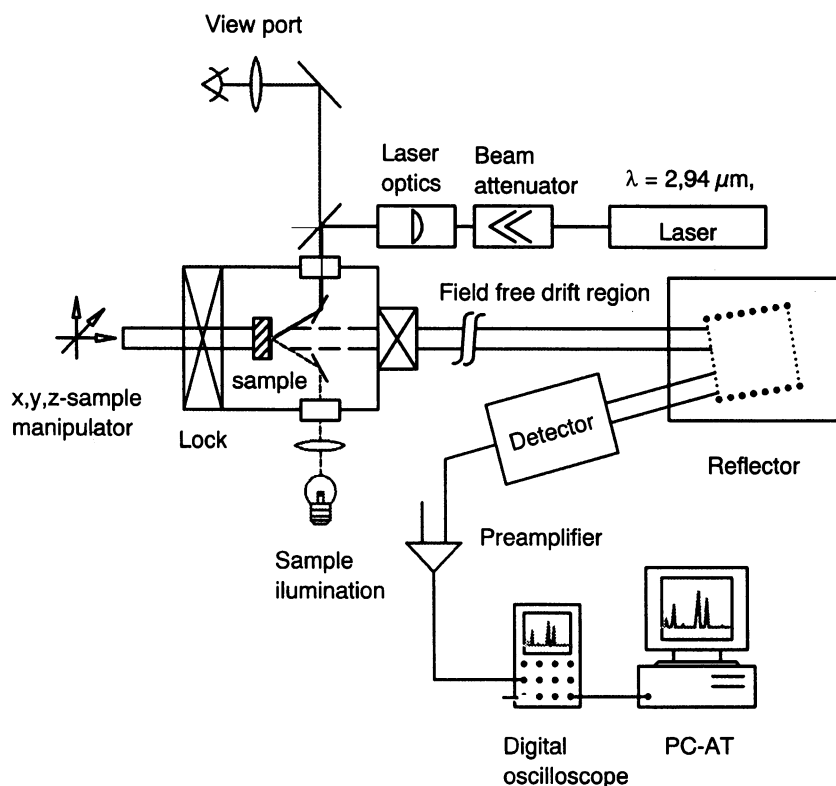 View port
Laser
optics
Beam
attenuator
λ = 2,94 µm,
Laser
Field free drift region
x,y,z-sample
manipulator
Lock
sample
Detector
Reflector
Sample
ilumination
Preamplifier
Digital
oscilloscope
PC-AT